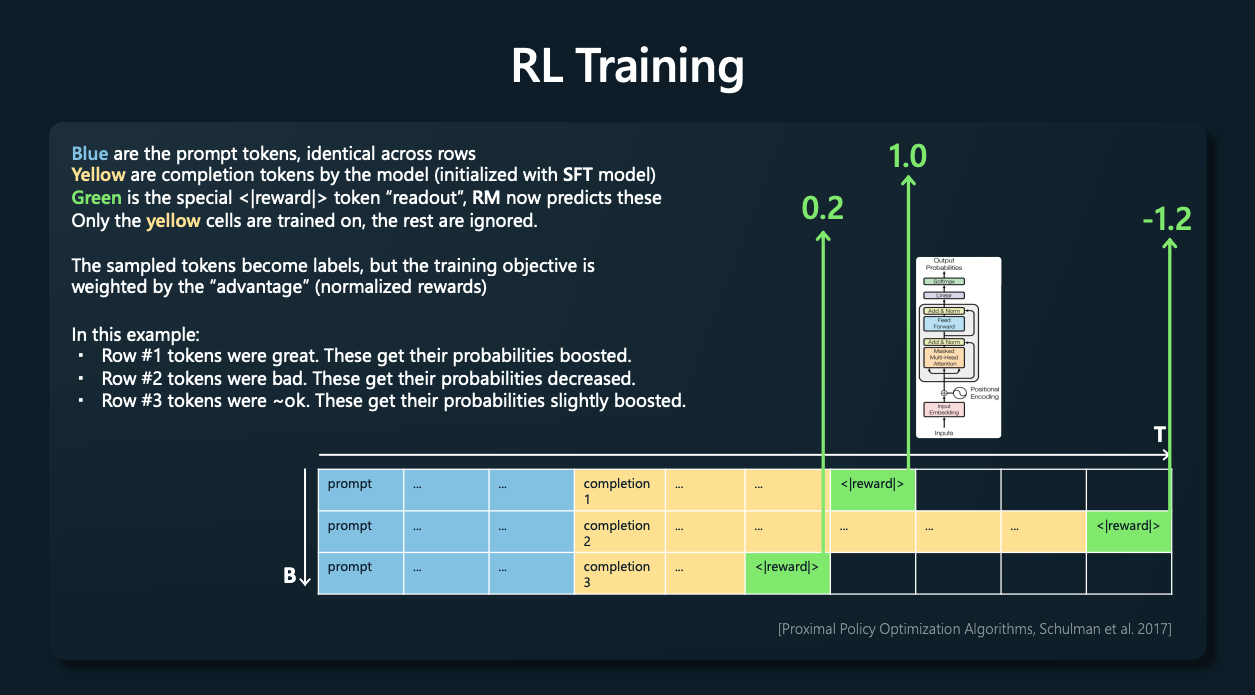 RL Training
Blue are the prompt tokens, identical across rows
Yellow are completion tokens by the model (initialized with SFT model)
Green is the special <|reward|> token “readout”, RM now predicts these
Only the yellow cells are trained on, the rest are ignored.
The sampled tokens become labels, but the training objective is
weighted by the “advantage” (normalized rewards)
In this example:
▪ Row #1 tokens were great. These get their probabilities boosted.
▪ Row #2 tokens were bad. These get their probabilities decreased.
▪ Row #3 tokens were ~ok. These get their probabilities slightly boosted.
1.0
0.2
-1.2
Output
Probabilities
Softmax
Linear
Add & Norm
Feed
Forward
Add & Norm
Masked
Multi-Head
Attention
Positional
Encoding
Input
Embedding
Inputs
T
B
prompt ... ... completion ... ... <|reward|>
1
prompt ... ... completion ... ... ... ... ... <|reward|>
2
prompt ... ... completion ... <|reward|>
3
[Proximal Policy Optimization Algorithms, Schulman et al. 2017]